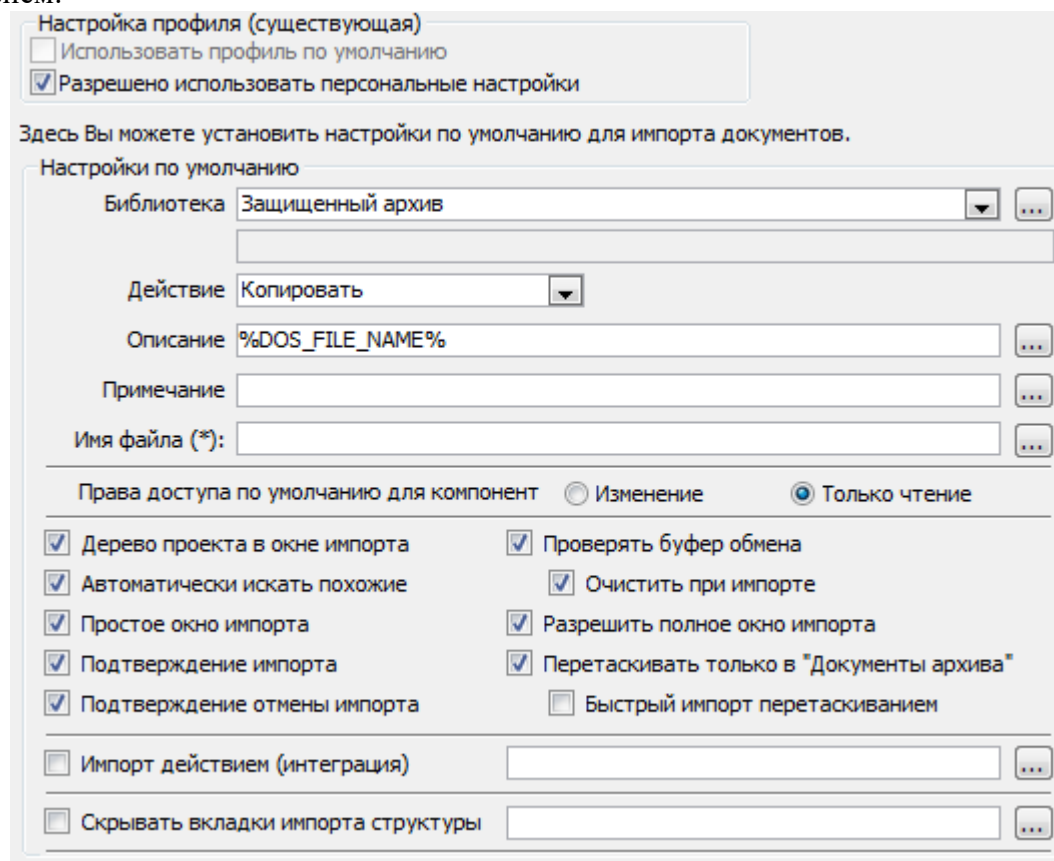 Настройка профиля (существующая)
Использовать профиль по умолчанию
Разрешено использовать персональные настройки
Здесь Вы можете установить настройки по умолчанию для импорта документов.
Настройки по умолчанию
Библиотека Защищенный архив ...
Действие Копировать
Описание %DOS_FILE_NAME% ...
Примечание ...
Имя файла (*): ...
Права доступа по умолчанию для компонент Изменение Только чтение
Дерево проекта в окне импорта Проверять буфер обмена
Автоматически искать похожие Очистить при импорте
Простое окно импорта Разрешить полное окно импорта
Подтверждение импорта Перетаскивать только в "Документы архива"
Подтверждение отмены импорта Быстрый импорт перетаскиванием
Импорт действием (интеграция) ...
Скрывать вкладки импорта структуры ...